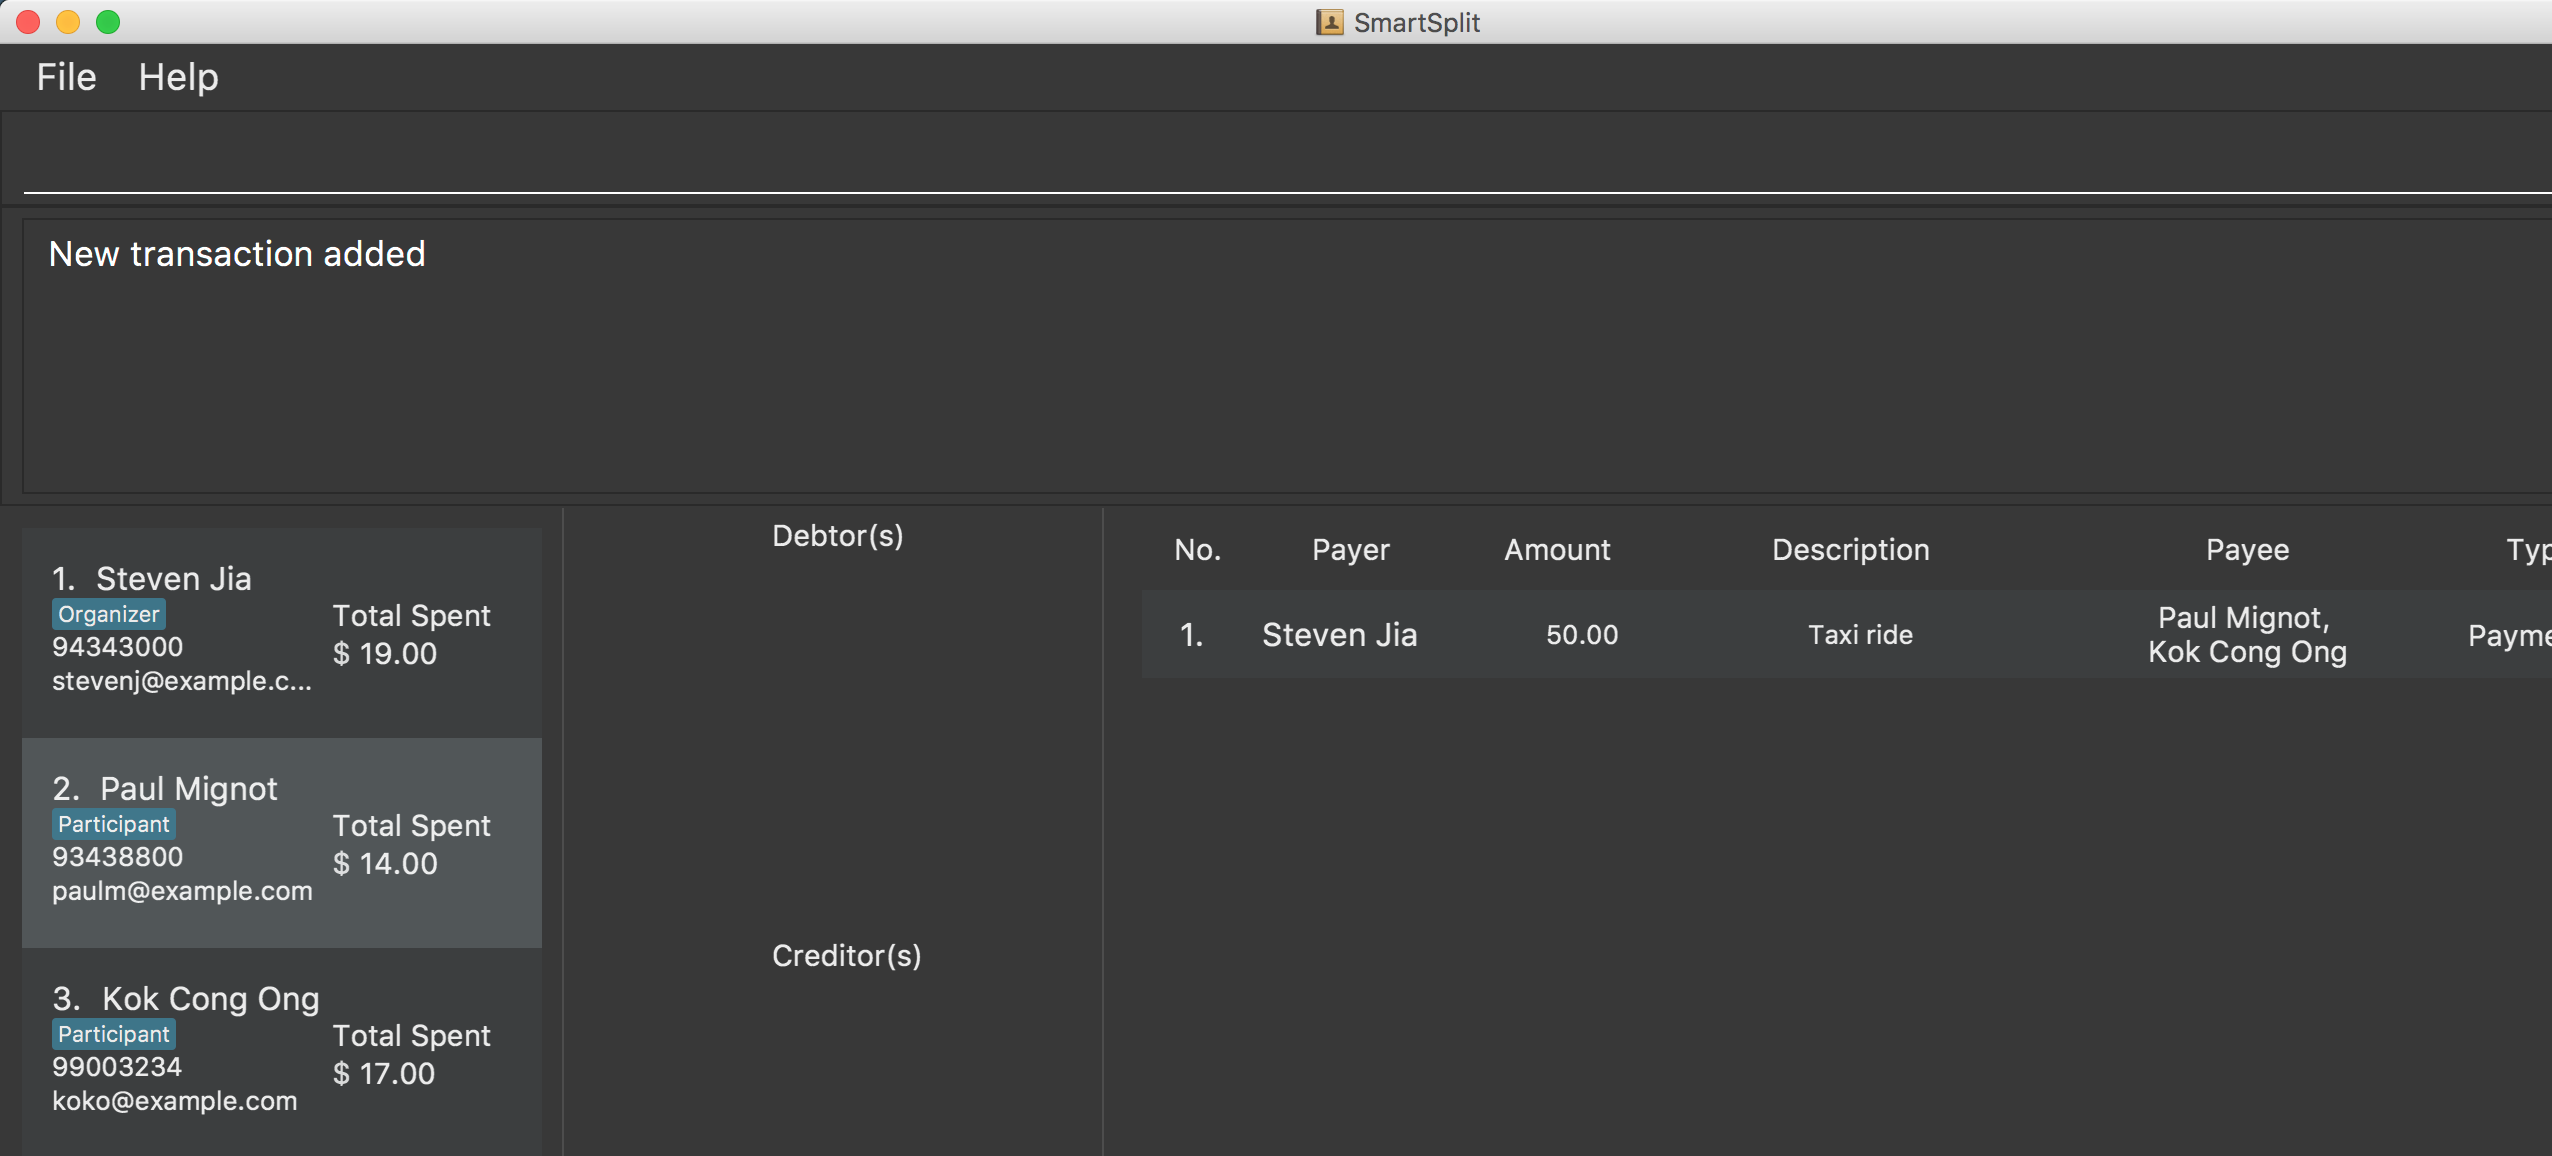 SmartSplit
File Help
New transaction added
1. Steven Jia
Organizer
94343000
stevenj@example.c...
Total Spent
$ 19.00
2. Paul Mignot
Participant
93438800
paulm@example.com
Total Spent
$ 14.00
3. Kok Cong Ong
Participant
99003234
koko@example.com
Total Spent
$ 17.00
Debtor(s)
Creditor(s)
No. Payer Amount Description Payee Typ
1. Steven Jia 50.00 Taxi ride Paul Mignot,
Kok Cong Ong Payme